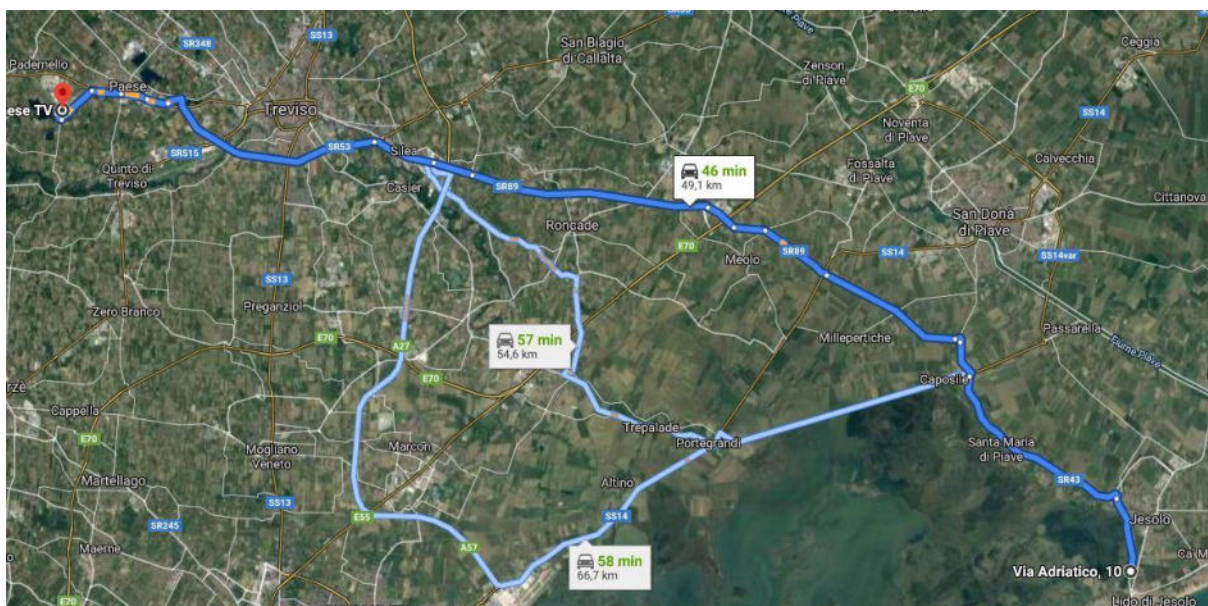 SR348
SS13
SS53
San Biagio
di Callalta
Zenson
di Piave
Ceggia
Padernello
Paese
ese TV
Treviso
E70
SS14
Noventa
di Piave
Silea
SR53
SR515
Quinto di
Treviso
Casier
SR89
46 min
49,1 km
Fossalta
di Piave
Calvecchia
Cittanova
San Donà
di Piave
Roncade
E70
Meolo
SR89
SS14
SS14var
SS13
Preganziol
Zero Branco
E70
A27
E70
57 min
54,6 km
Millepertiche
Passarella
Fiume Piave
Caposile
Cappella
E70
Marcon
Trepalade
Portegrandi
Santa Maria
di Piave
Mogliano
Veneto
Martellago
Altino
SR43
SS13
E55
SS14
Jesolo
SR245
A57
Maerne
58 min
66,7 km
Via Adriatico, 10
Ca' M
E70
Lido di Jesolo